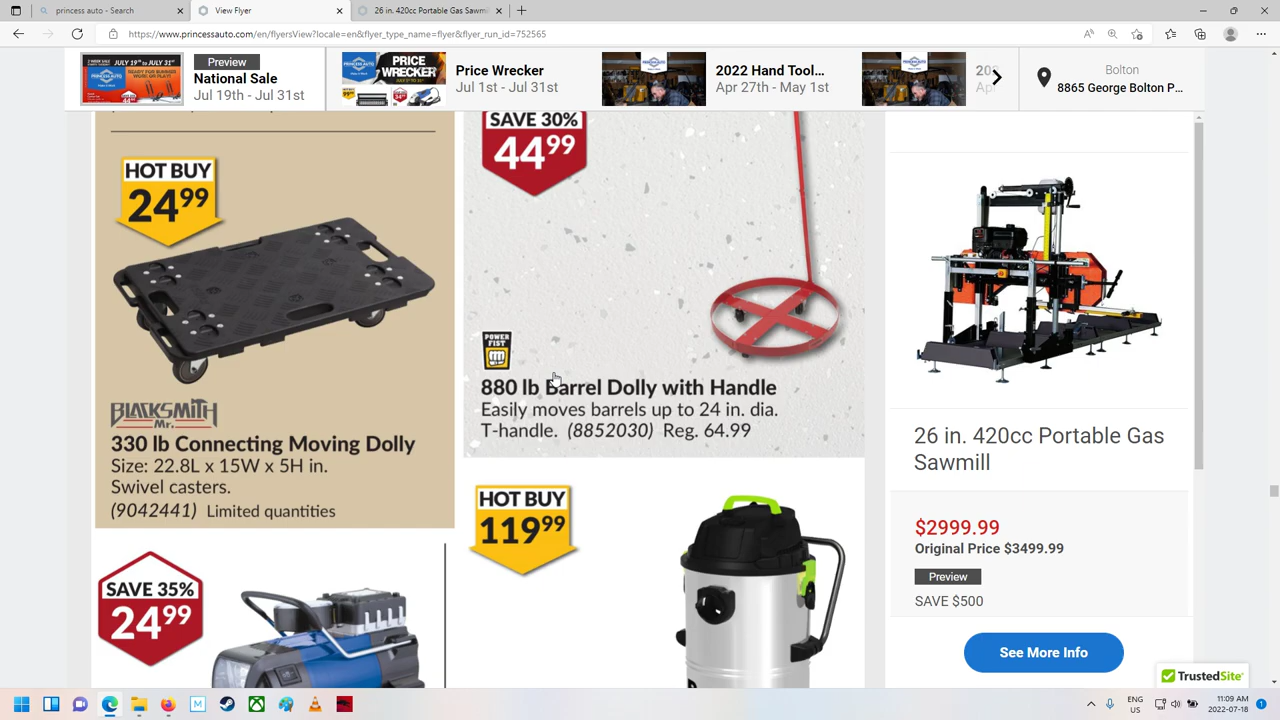 princess auto - Search
View Flyer
26 in. 420cc Portable Gas Sawmi
https://www.princessauto.com/en/flyersView?locale=en&flyer_type_name=flyer&flyer_run_id=752565
Preview
National Sale
Jul 19th - Jul 31st
Price Wrecker
Jul 1st - Jul 31st
2022 Hand Tool...
Apr 27th - May 1st
Bolton
8865 George Bolton P...
HOT BUY
24.99
BLACKSMITH
Mr.
330 lb Connecting Moving Dolly
Size: 22.8L x 15W x 5H in.
Swivel casters.
(9042441) Limited quantities
SAVE 30%
44.99
POWER
FIST
880 lb Barrel Dolly with Handle
Easily moves barrels up to 24 in. dia.
T-handle. (8852030) Reg. 64.99
SAVE 35%
24.99
HOT BUY
119.99
26 in. 420cc Portable Gas
Sawmill
$2999.99
Original Price $3499.99
Preview
SAVE $500
See More Info
TrustedSite
ENG
US
11:09 AM
2022-07-18